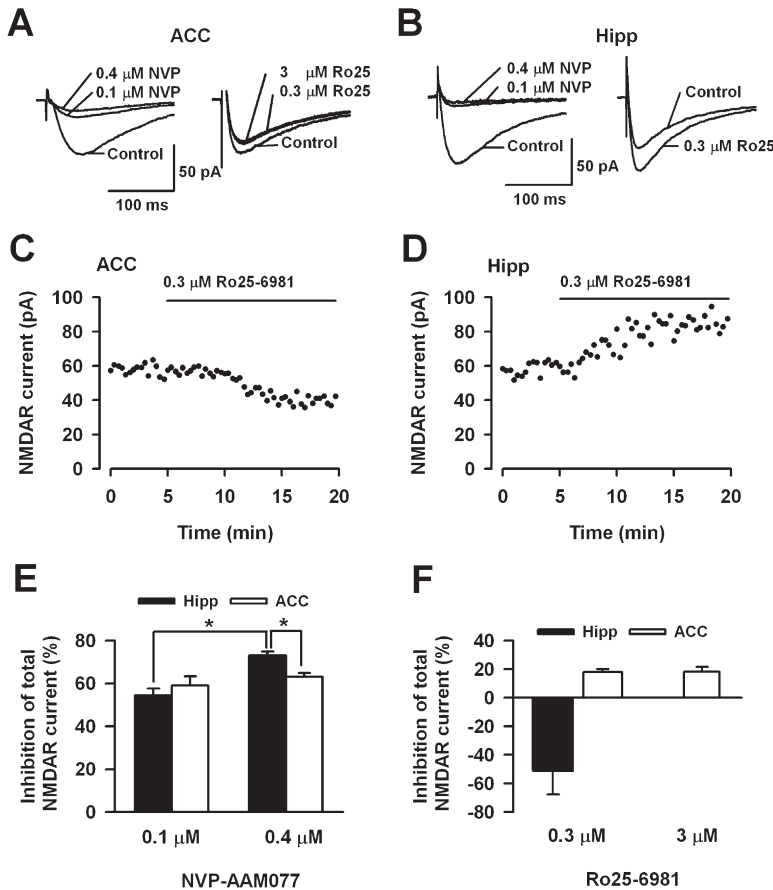 A
ACC
0.4 μM NVP
0.1 μM NVP
Control
3 μM Ro25
0.3 μM Ro25
Control
50 pA
100 ms
B
Hipp
0.4 μM NVP
0.1 μM NVP
Control
Control
0.3 μM Ro25
50 pA
100 ms
C
ACC
0.3 μM Ro25-6981
NMDAR current (pA)
100
80
60
40
20
0
0 5 10 15 20
Time (min)
D
Hipp
0.3 μM Ro25-6981
NMDAR current (pA)
100
80
60
40
20
0
0 5 10 15 20
Time (min)
E
Hipp ACC
* *
Inhibition of total
NMDAR current (%)
80
60
40
20
0
0.1 μM 0.4 μM
NVP-AAM077
F
Hipp ACC
Inhibition of total
NMDAR current (%)
40
20
0
-20
-40
-60
-80
0.3 μM 3 μM
Ro25-6981